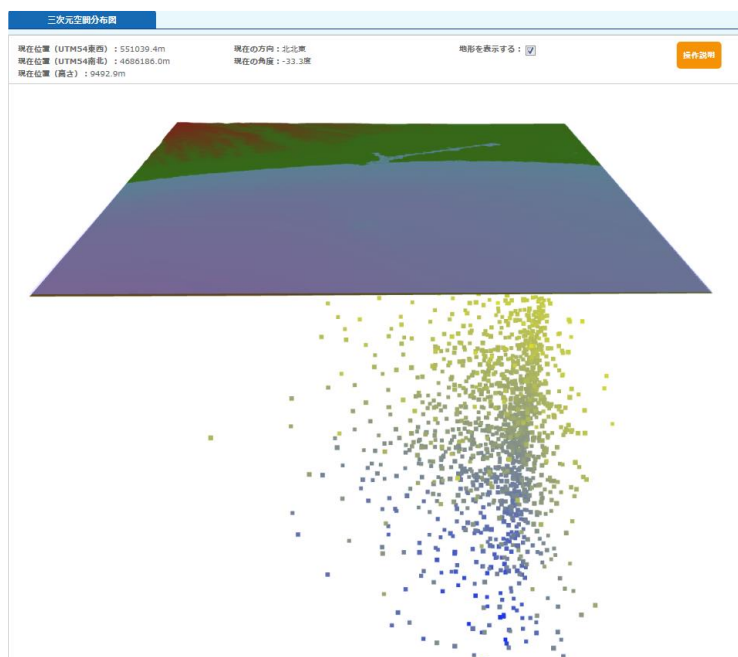 三次元空間分布図
現在位置（UTM54東西）：551039.4m
現在の方向：北北東
地形を表示する：
操作説明
現在位置（UTM54南北）：4686186.0m
現在の角度：-33.3度
現在位置（高さ）：9492.9m